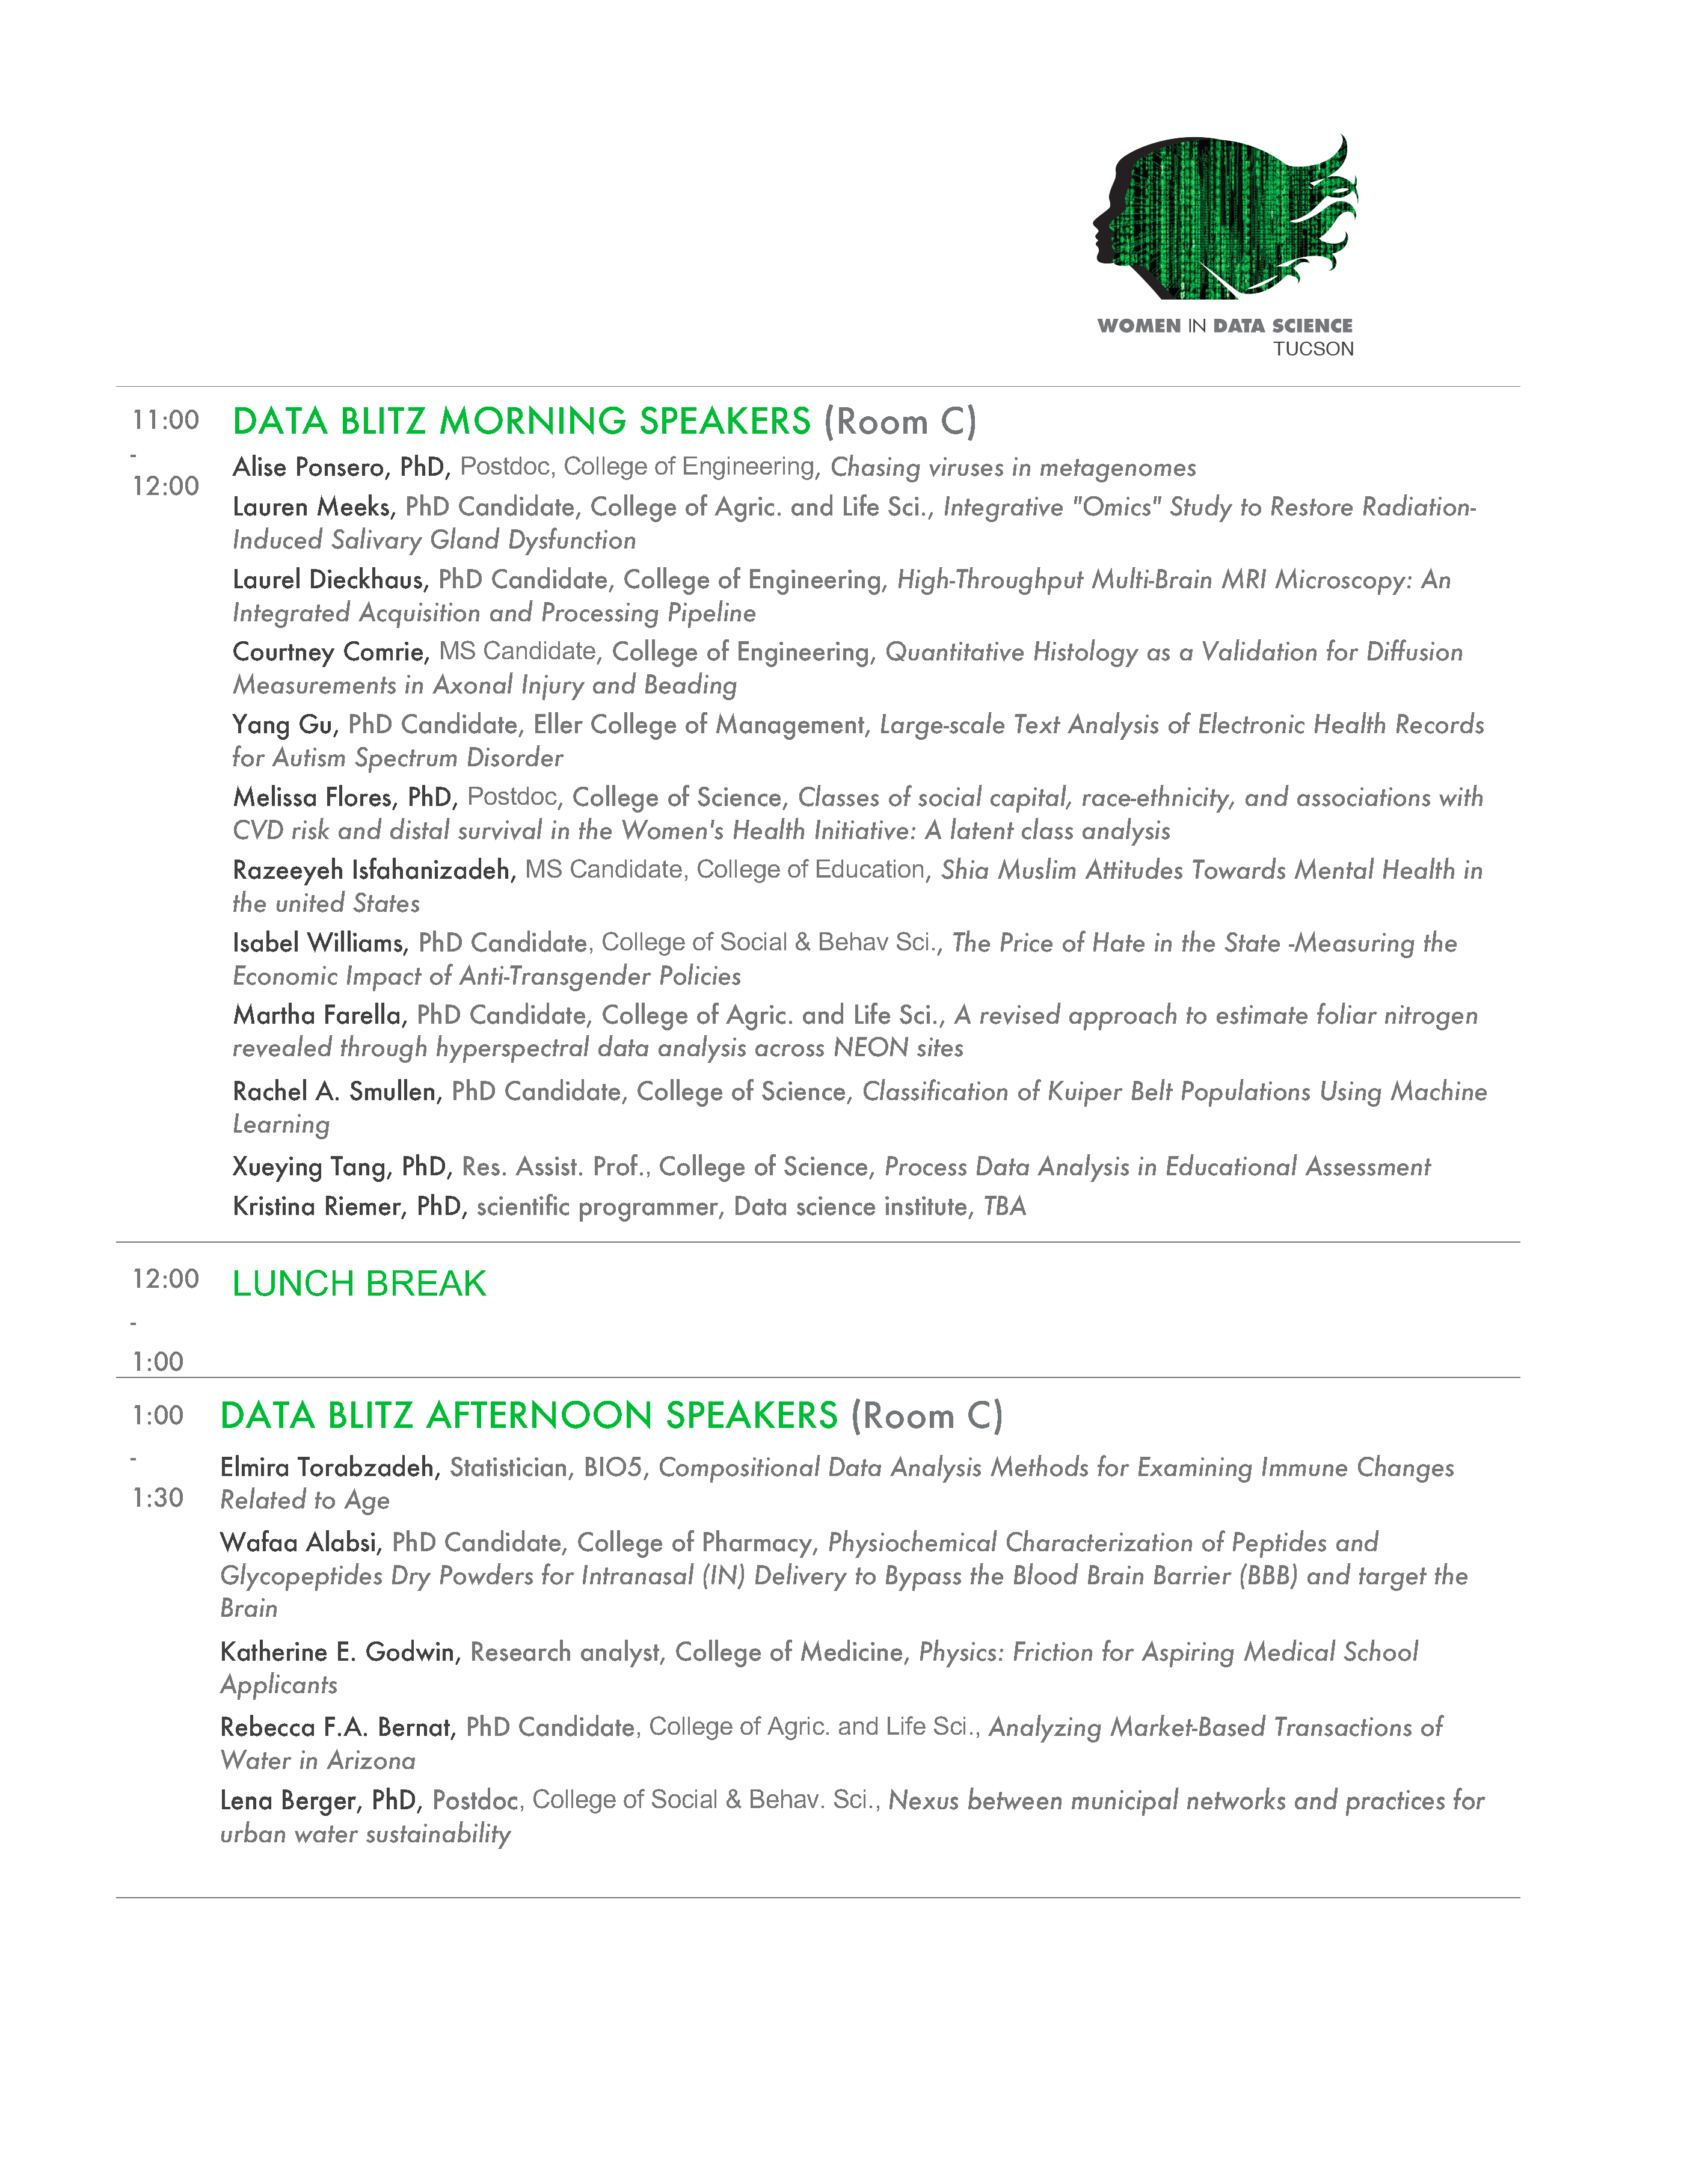 WOMEN IN DATA SCIENCE
TUCSON
11:00
-
12:00
DATA BLITZ MORNING SPEAKERS (Room C)
Alise Ponsero, PhD, Postdoc, College of Engineering, Chasing viruses in metagenomes
Lauren Meeks, PhD Candidate, College of Agric. and Life Sci., Integrative "Omics" Study to Restore Radiation-
Induced Salivary Gland Dysfunction
Laurel Dieckhaus, PhD Candidate, College of Engineering, High-Throughput Multi-Brain MRI Microscopy: An
Integrated Acquisition and Processing Pipeline
Courtney Comrie, MS Candidate, College of Engineering, Quantitative Histology as a Validation for Diffusion
Measurements in Axonal Injury and Beading
Yang Gu, PhD Candidate, Eller College of Management, Large-scale Text Analysis of Electronic Health Records
for Autism Spectrum Disorder
Melissa Flores, PhD, Postdoc, College of Science, Classes of social capital, race-ethnicity, and associations with
CVD risk and distal survival in the Women's Health Initiative: A latent class analysis
Razeeyeh Isfahanizadeh, MS Candidate, College of Education, Shia Muslim Attitudes Towards Mental Health in
the united States
Isabel Williams, PhD Candidate, College of Social & Behav Sci., The Price of Hate in the State -Measuring the
Economic Impact of Anti-Transgender Policies
Martha Farella, PhD Candidate, College of Agric. and Life Sci., A revised approach to estimate foliar nitrogen
revealed through hyperspectral data analysis across NEON sites
Rachel A. Smullen, PhD Candidate, College of Science, Classification of Kuiper Belt Populations Using Machine
Learning
Xueying Tang, PhD, Res. Assist. Prof., College of Science, Process Data Analysis in Educational Assessment
Kristina Riemer, PhD, scientific programmer, Data science institute, TBA
12:00
-
1:00
LUNCH BREAK
1:00
-
1:30
DATA BLITZ AFTERNOON SPEAKERS (Room C)
Elmira Torabzadeh, Statistician, BIO5, Compositional Data Analysis Methods for Examining Immune Changes
Related to Age
Wafaa Alabsi, PhD Candidate, College of Pharmacy, Physiochemical Characterization of Peptides and
Glycopeptides Dry Powders for Intranasal (IN) Delivery to Bypass the Blood Brain Barrier (BBB) and target the
Brain
Katherine E. Godwin, Research analyst, College of Medicine, Physics: Friction for Aspiring Medical School
Applicants
Rebecca F.A. Bernat, PhD Candidate, College of Agric. and Life Sci., Analyzing Market-Based Transactions of
Water in Arizona
Lena Berger, PhD, Postdoc, College of Social & Behav. Sci., Nexus between municipal networks and practices for
urban water sustainability